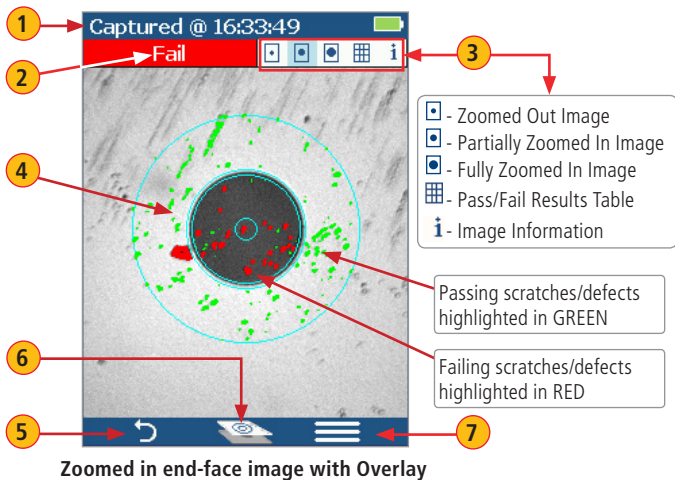 1
Captured @ 16:33:49
2
Fail
i
3
- Zoomed Out Image
- Partially Zoomed In Image
- Fully Zoomed In Image
- Pass/Fail Results Table
i - Image Information
4
Passing scratches/defects
highlighted in GREEN
Failing scratches/defects
highlighted in RED
6
5
7
Zoomed in end-face image with Overlay